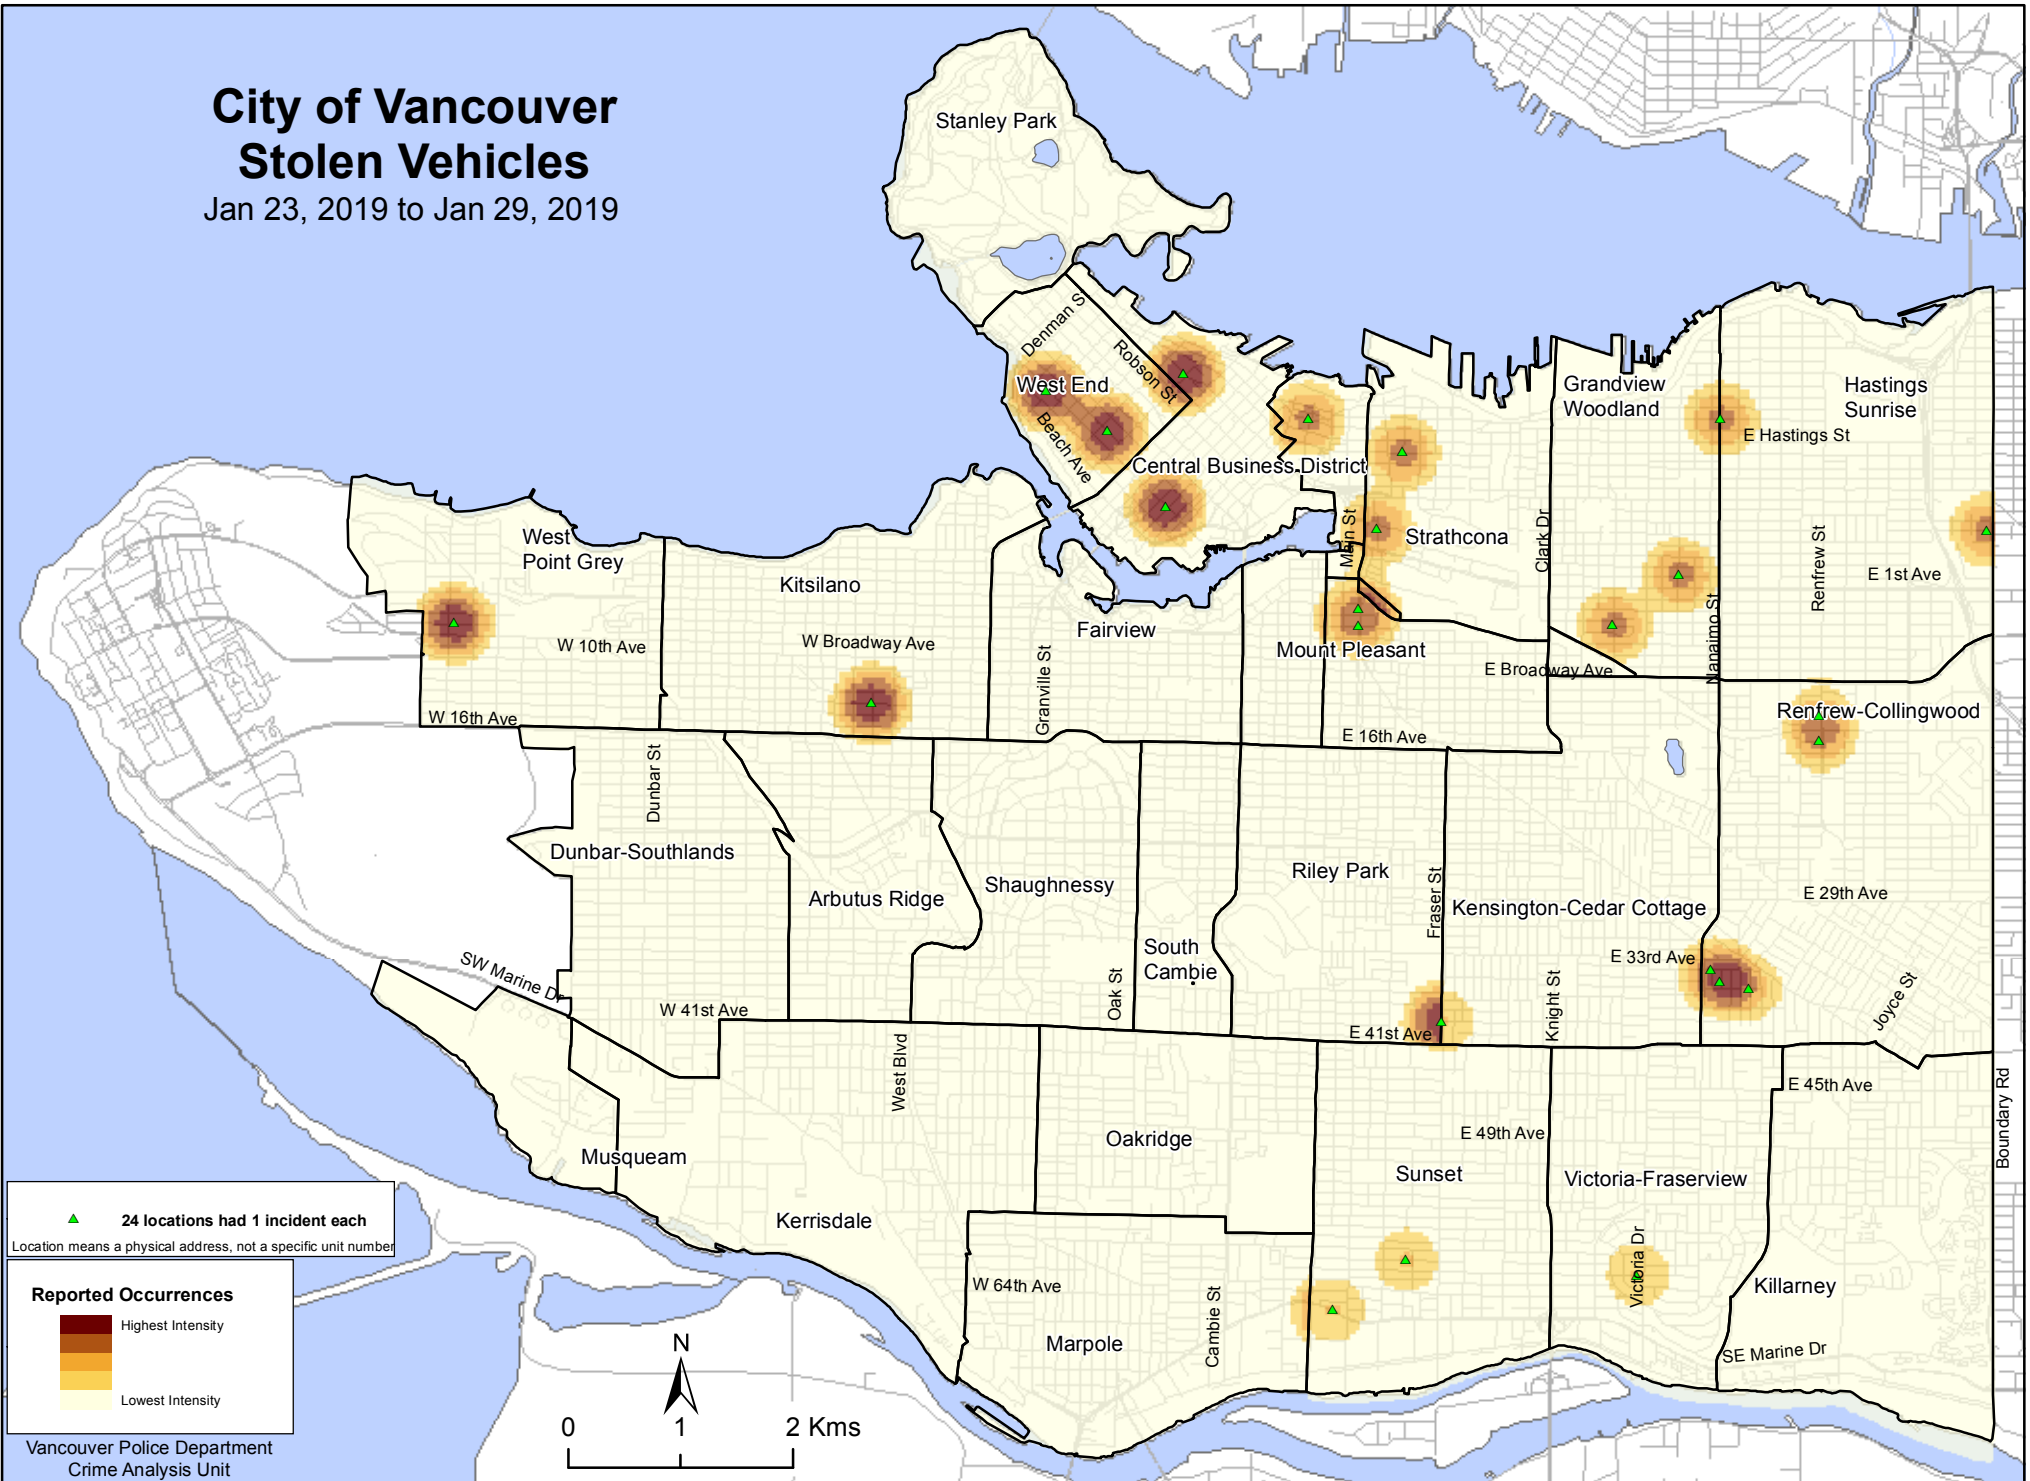 City of Vancouver
Stolen Vehicles
Jan 23, 2019 to Jan 29, 2019
Stanley Park
Denman S
Robson St
West End
Beach Ave
Central Business District
Grandview
Woodland
Hastings
Sunrise
E Hastings St
West
Point Grey
Kitsilano
Main St
Strathcona
Clark Dr
Renfrew St
E 1st Ave
Nanaimo St
W 10th Ave
W Broadway Ave
Fairview
Granville St
Mount Pleasant
E Broadway Ave
W 16th Ave
E 16th Ave
Renfrew-Collingwood
Dunbar St
Dunbar-Southlands
Arbutus Ridge
Shaughnessy
Riley Park
Fraser St
Kensington-Cedar Cottage
E 29th Ave
South
Cambie
E 33rd Ave
SW Marine Dr
W 41st Ave
Oak St
E 41st Ave
Knight St
Joyce St
West Blvd
E 45th Ave
Boundary Rd
Oakridge
E 49th Ave
Musqueam
Sunset
Victoria-Fraserview
Kerrisdale
Victoria Dr
W 64th Ave
Cambie St
Killarney
Marpole
SE Marine Dr
24 locations had 1 incident each
Location means a physical address, not a specific unit number
Reported Occurrences
Highest Intensity
Lowest Intensity
Vancouver Police Department
Crime Analysis Unit
N
0 1 2 Kms